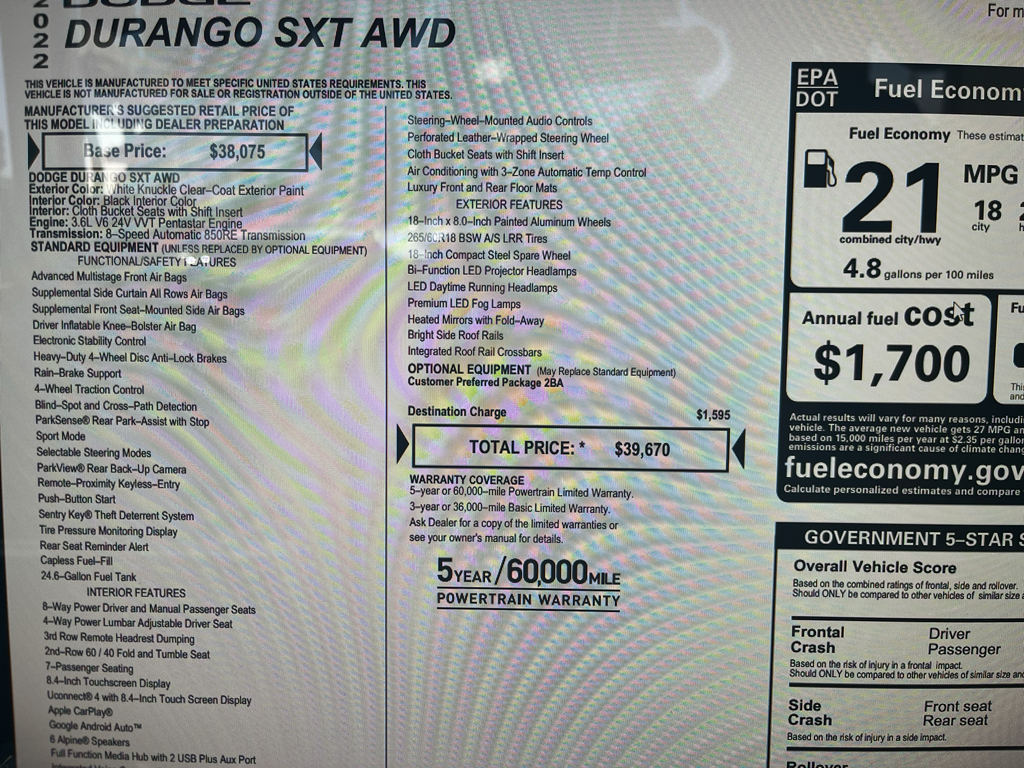 2022
DODGE
DURANGO SXT AWD
THIS VEHICLE IS MANUFACTURED TO MEET SPECIFIC UNITED STATES REQUIREMENTS. THIS
VEHICLE IS NOT MANUFACTURED FOR SALE OR REGISTRATION OUTSIDE OF THE UNITED STATES.
MANUFACTURER'S SUGGESTED RETAIL PRICE OF
THIS MODEL INCLUDING DEALER PREPARATION
Base Price: $38,075
DODGE DURANGO SXT AWD
Exterior Color: White Knuckle Clear–Coat Exterior Paint
Interior Color: Black Interior Color
Interior: Cloth Bucket Seats with Shift Insert
Engine: 3.6L V6 24V VVT Pentastar Engine
Transmission: 8–Speed Automatic 850RE Transmission
STANDARD EQUIPMENT (UNLESS REPLACED BY OPTIONAL EQUIPMENT)
FUNCTIONAL/SAFETY FEATURES
Advanced Multistage Front Air Bags
Supplemental Side Curtain All Rows Air Bags
Supplemental Front Seat–Mounted Side Air Bags
Driver Inflatable Knee–Bolster Air Bag
Electronic Stability Control
Heavy–Duty 4–Wheel Disc Anti–Lock Brakes
Rain–Brake Support
4–Wheel Traction Control
Blind–Spot and Cross–Path Detection
ParkSense® Rear Park–Assist with Stop
Sport Mode
Selectable Steering Modes
ParkView® Rear Back–Up Camera
Remote–Proximity Keyless–Entry
Push–Button Start
Sentry Key® Theft Deterrent System
Tire Pressure Monitoring Display
Rear Seat Reminder Alert
Capless Fuel–Fill
24.6–Gallon Fuel Tank
INTERIOR FEATURES
8–Way Power Driver and Manual Passenger Seats
4–Way Power Lumbar Adjustable Driver Seat
3rd Row Remote Headrest Dumping
2nd–Row 60 / 40 Fold and Tumble Seat
7–Passenger Seating
8.4–Inch Touchscreen Display
Uconnect® 4 with 8.4–Inch Touch Screen Display
Apple CarPlay®
Google Android Auto™
6 Alpine® Speakers
Full Function Media Hub with 2 USB Plus Aux Port
Steering–Wheel–Mounted Audio Controls
Perforated Leather–Wrapped Steering Wheel
Cloth Bucket Seats with Shift Insert
Air Conditioning with 3–Zone Automatic Temp Control
Luxury Front and Rear Floor Mats
EXTERIOR FEATURES
18–Inch x 8.0–Inch Painted Aluminum Wheels
265/60R18 BSW A/S LRR Tires
18–Inch Compact Steel Spare Wheel
Bi–Function LED Projector Headlamps
LED Daytime Running Headlamps
Premium LED Fog Lamps
Heated Mirrors with Fold–Away
Bright Side Roof Rails
Integrated Roof Rail Crossbars
OPTIONAL EQUIPMENT (May Replace Standard Equipment)
Customer Preferred Package 2BA
Destination Charge $1,595
TOTAL PRICE: * $39,670
WARRANTY COVERAGE
5–year or 60,000–mile Powertrain Limited Warranty.
3–year or 36,000–mile Basic Limited Warranty.
Ask Dealer for a copy of the limited warranties or
see your owner's manual for details.
5 YEAR / 60,000 MILE
POWERTRAIN WARRANTY
For m
EPA
DOT
Fuel Econom
Fuel Economy These estimat
21 MPG
18
city
combined city/hwy
4.8 gallons per 100 miles
Annual fuel cost
$1,700
Fu
This
and
Actual results will vary for many reasons, includi
vehicle. The average new vehicle gets 27 MPG an
based on 15,000 miles per year at $2.35 per gallon
emissions are a significant cause of climate chang
fueleconomy.gov
Calculate personalized estimates and compare
GOVERNMENT 5–STAR S
Overall Vehicle Score
Based on the combined ratings of frontal, side and rollover.
Should ONLY be compared to other vehicles of similar size a
Frontal Driver
Crash Passenger
Based on the risk of injury in a frontal impact.
Should ONLY be compared to other vehicles of similar size and
Side Front seat
Crash Rear seat
Based on the risk of injury in a side impact.
Rollover